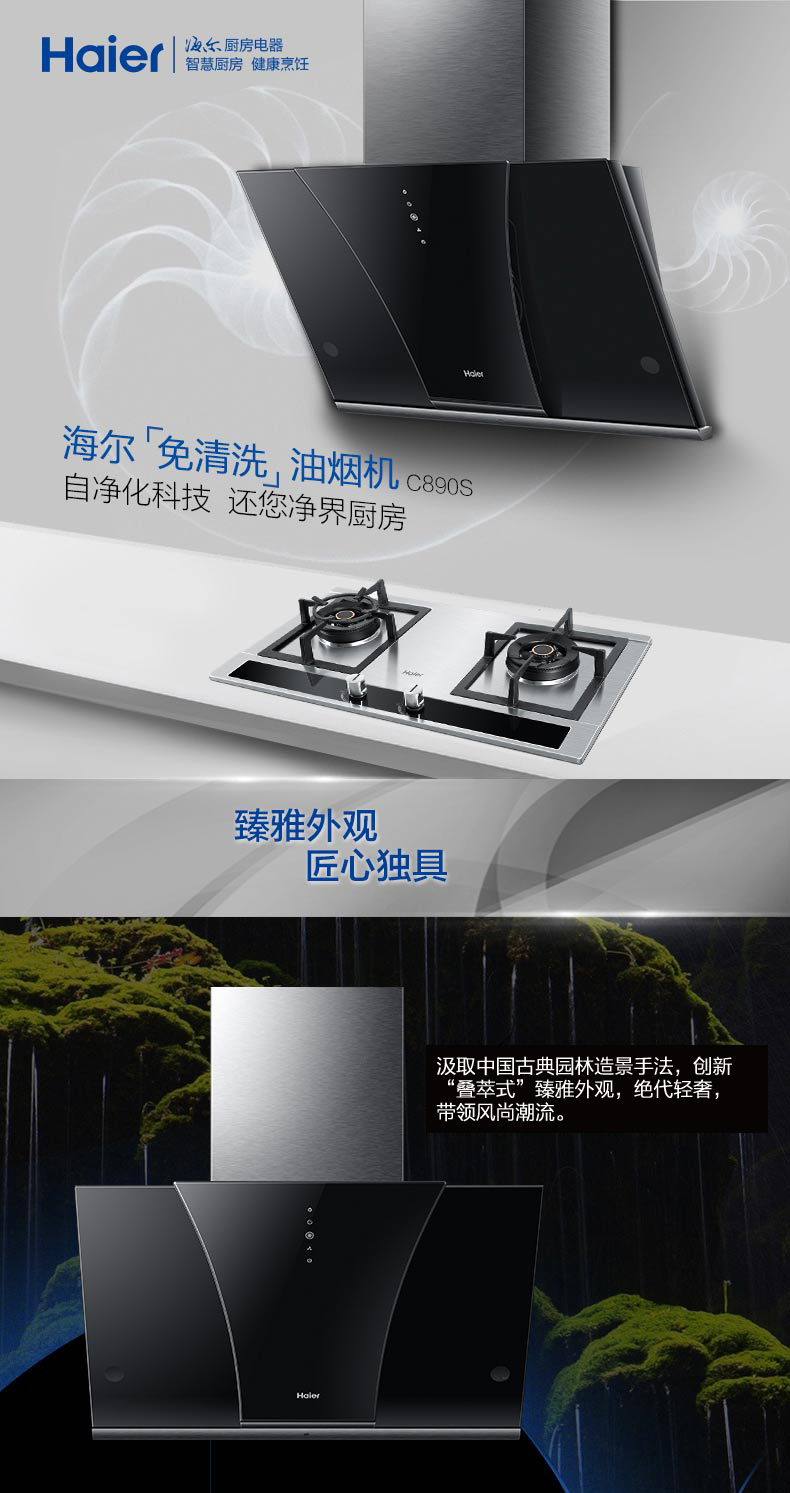 Haier
海尔 厨房电器
智慧厨房 健康烹饪
Haier
海尔「免清洗」油烟机 C890S
自净化科技 还您净界厨房
Haier
臻雅外观
匠心独具
汲取中国古典园林造景手法，创新
“叠萃式”臻雅外观，绝代轻奢，
带领风尚潮流。
Haier